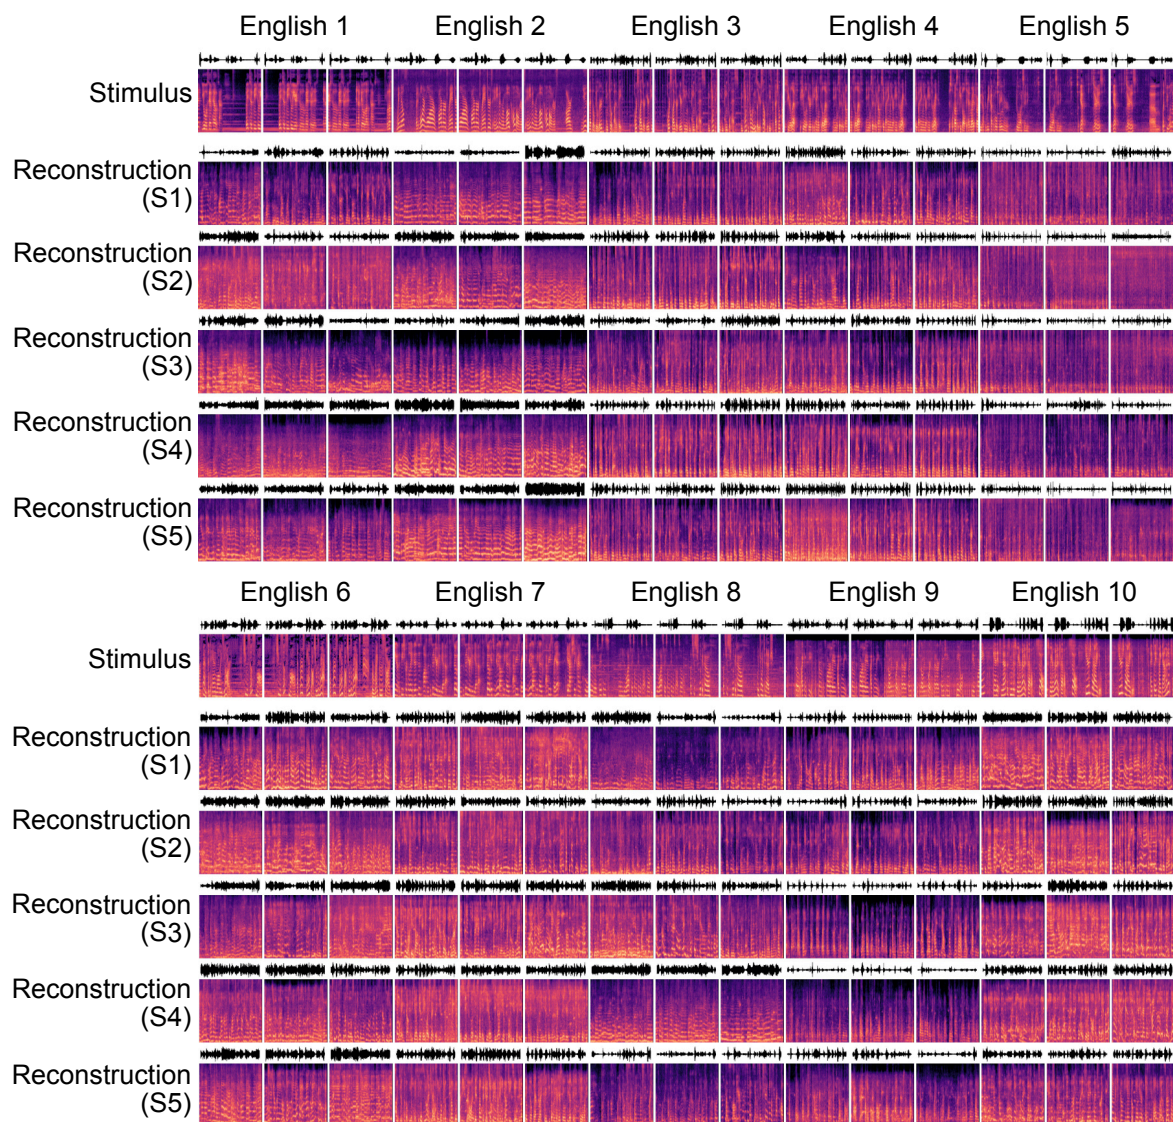 English 1 English 2 English 3 English 4 English 5
Stimulus
Reconstruction
(S1)
Reconstruction
(S2)
Reconstruction
(S3)
Reconstruction
(S4)
Reconstruction
(S5)
English 6 English 7 English 8 English 9 English 10
Stimulus
Reconstruction
(S1)
Reconstruction
(S2)
Reconstruction
(S3)
Reconstruction
(S4)
Reconstruction
(S5)